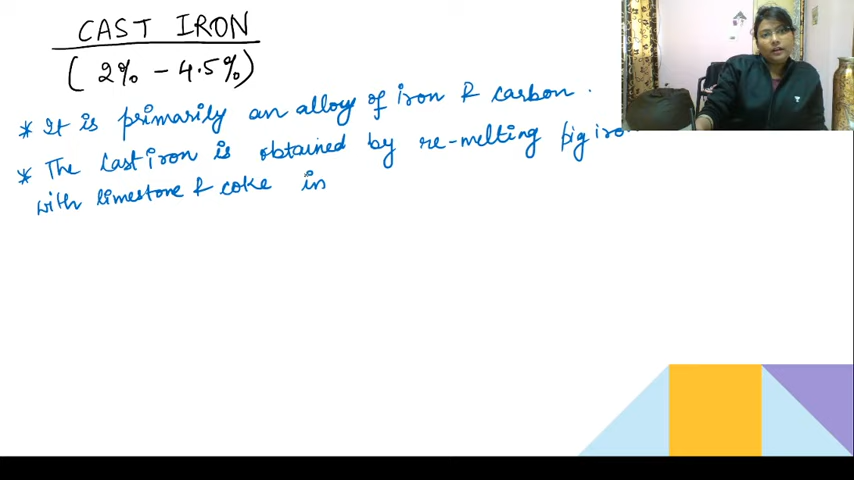 CAST IRON
(2% - 4.5%)
* It is primarily an alloy of iron & carbon.
* The cast iron is obtained by re-melting pig iro
with limestone & coke in